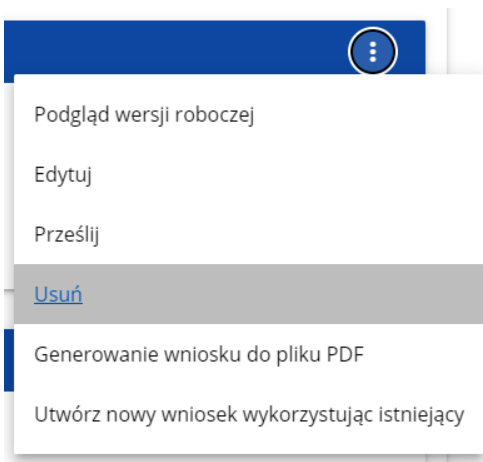 Podgląd wersji roboczej
Edytuj
Prześlij
Usuń
Generowanie wniosku do pliku PDF
Utwórz nowy wniosek wykorzystując istniejący